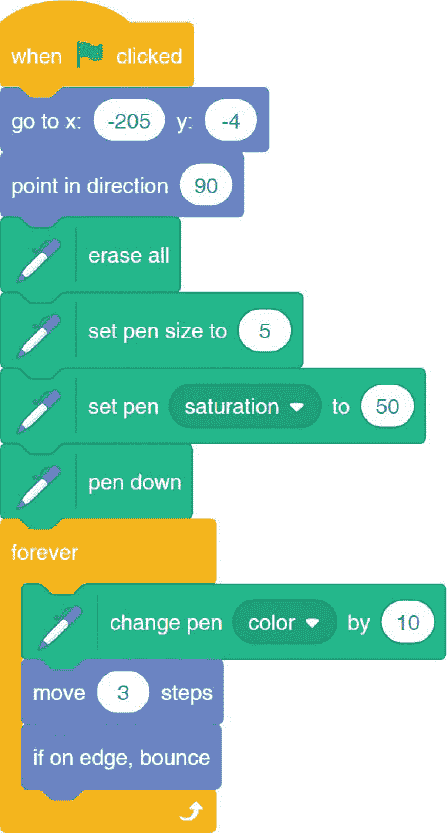 when clicked
go to x: -205 y: -4
point in direction 90
erase all
set pen size to 5
set pen saturation to 50
pen down
forever
change pen color by 10
move 3 steps
if on edge, bounce